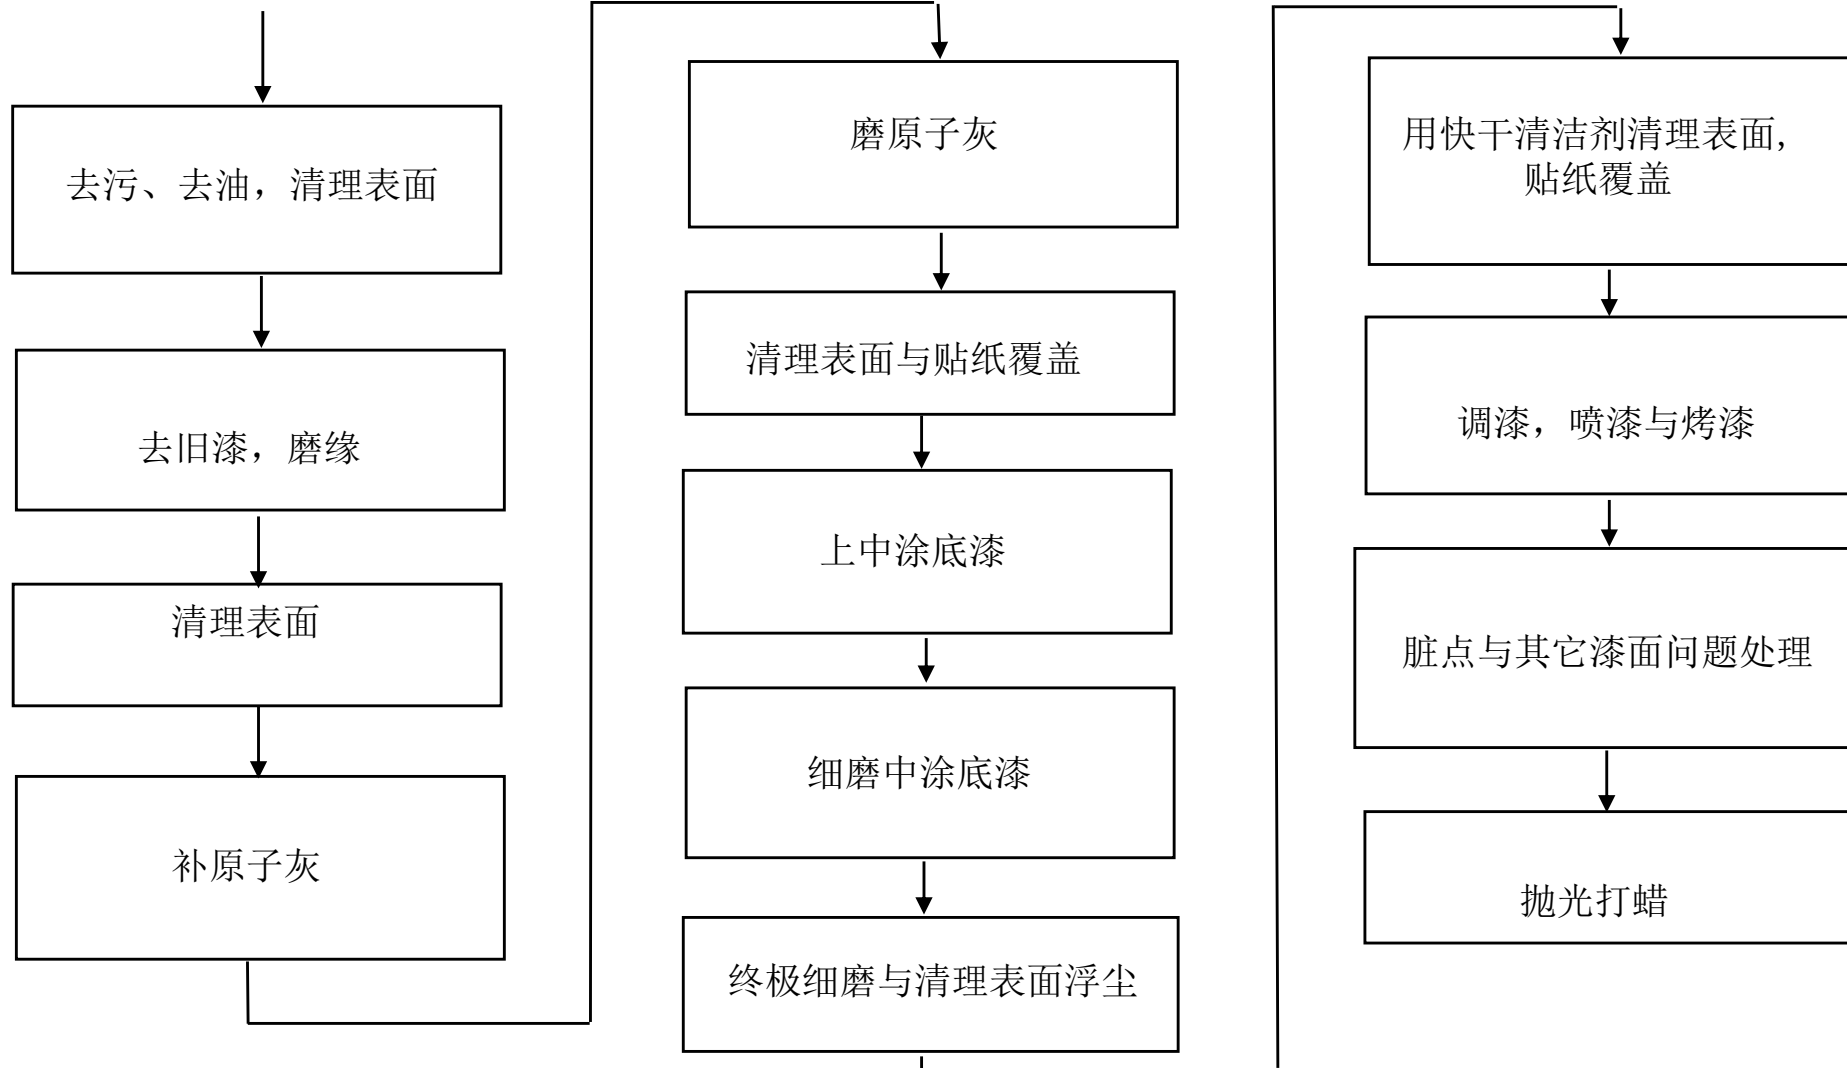 去污、去油，清理表面
去旧漆，磨缘
清理表面
补原子灰
磨原子灰
清理表面与贴纸覆盖
上中涂底漆
细磨中涂底漆
终极细磨与清理表面浮尘
用快干清洁剂清理表面，
贴纸覆盖
调漆，喷漆与烤漆
脏点与其它漆面问题处理
抛光打蜡